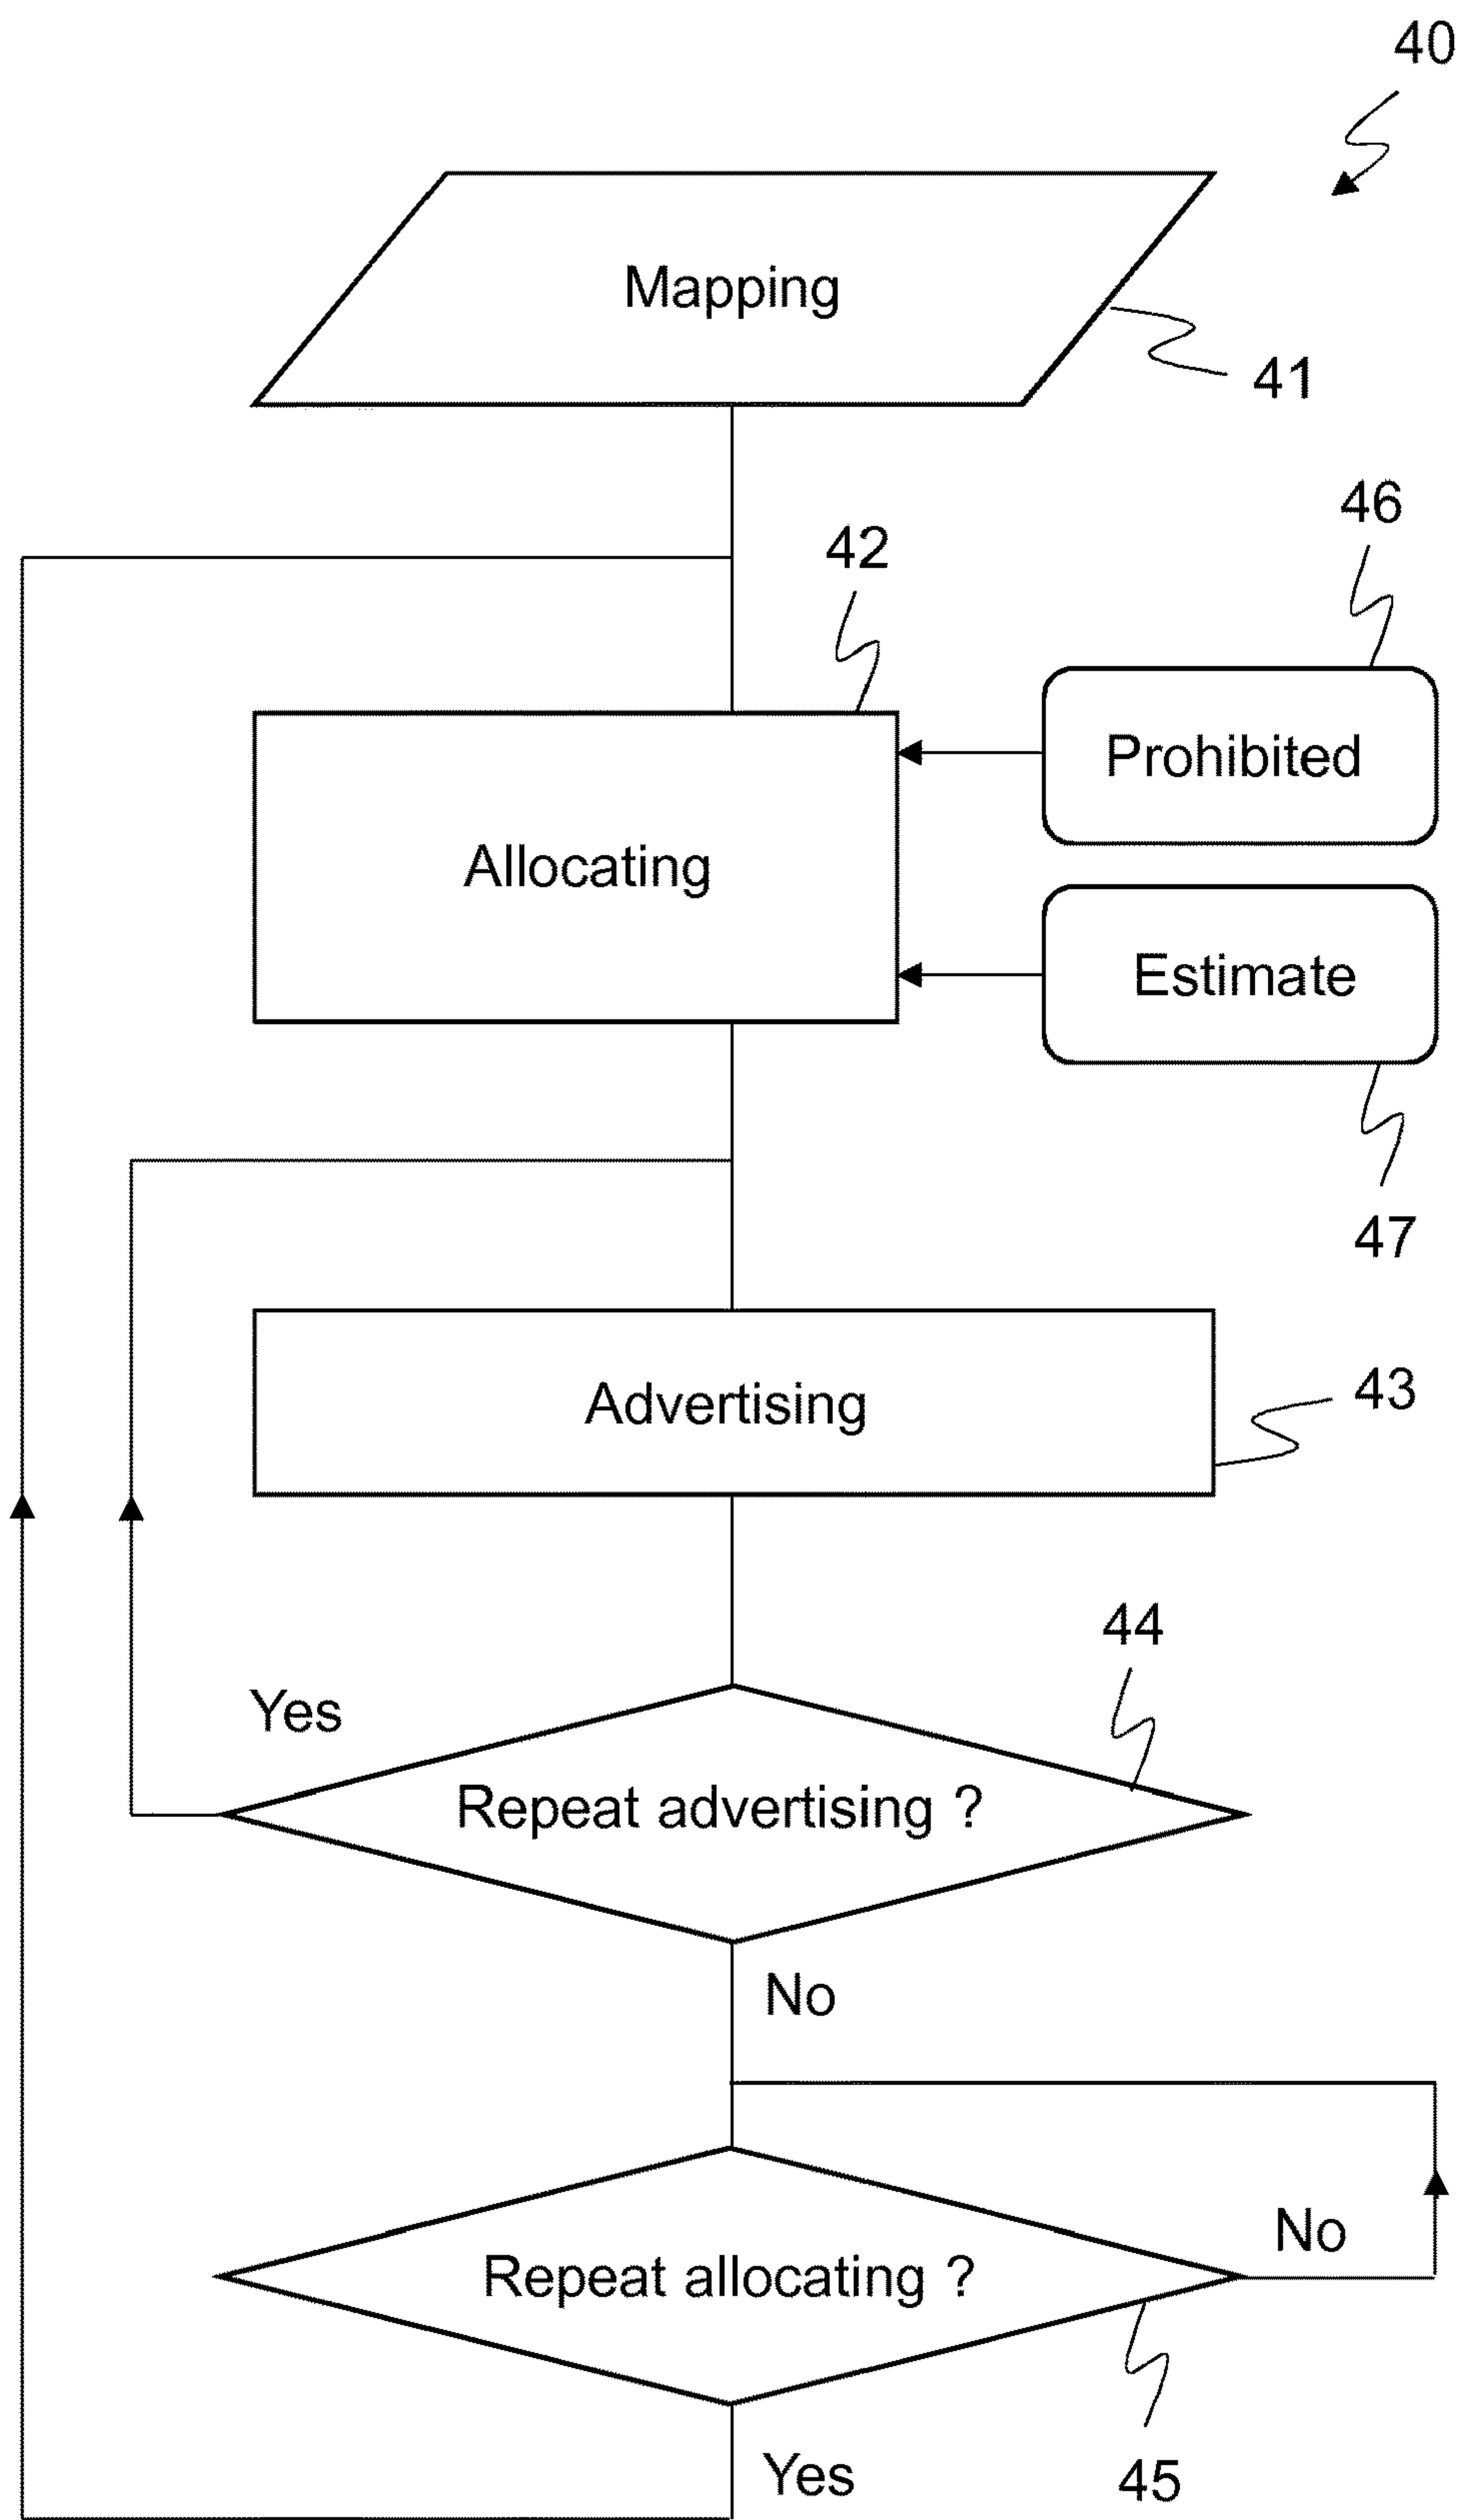 40
Mapping
41
46
42
Prohibited
Allocating
Estimate
47
Advertising
43
44
Yes
Repeat advertising ?
No
No
Repeat allocating ?
Yes
45